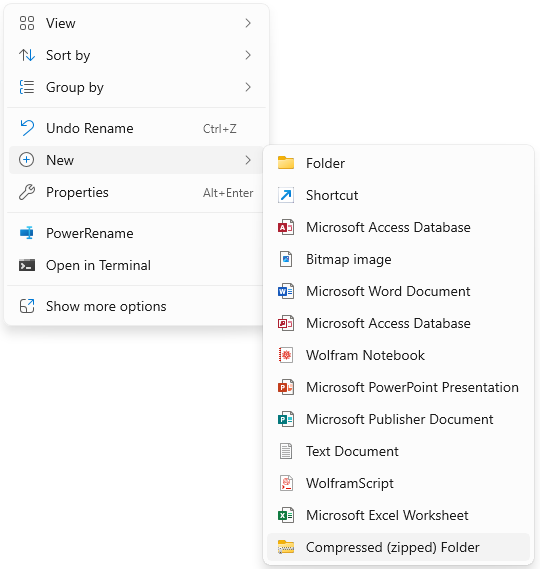 View
Sort by
Group by
Undo Rename Ctrl+Z
New
Properties Alt+Enter
PowerRename
Open in Terminal
Show more options
Folder
Shortcut
Microsoft Access Database
Bitmap image
Microsoft Word Document
Microsoft Access Database
Wolfram Notebook
Microsoft PowerPoint Presentation
Microsoft Publisher Document
Text Document
WolframScript
Microsoft Excel Worksheet
Compressed (zipped) Folder